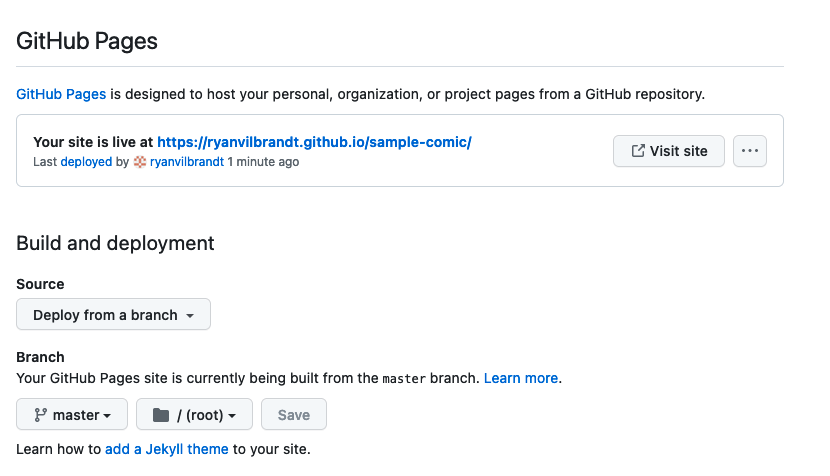 GitHub Pages
GitHub Pages is designed to host your personal, organization, or project pages from a GitHub repository.
Your site is live at https://ryanvilbrandt.github.io/sample-comic/
Last deployed by ryanvilbrandt 1 minute ago
Visit site
Build and deployment
Source
Deploy from a branch
Branch
Your GitHub Pages site is currently being built from the master branch. Learn more.
master / (root) Save
Learn how to add a Jekyll theme to your site.